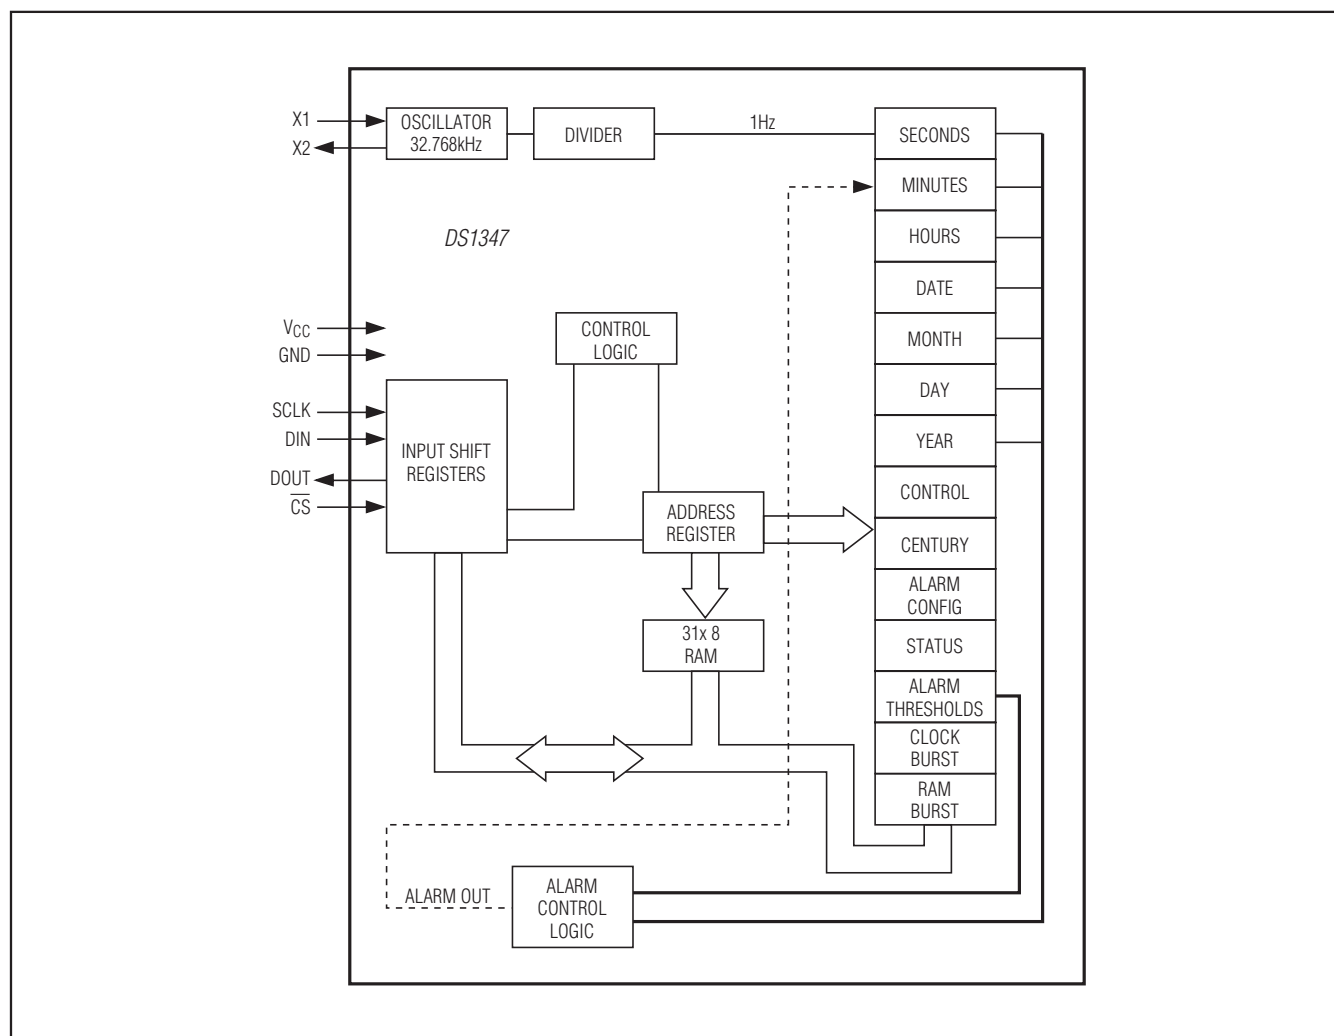 X1
X2
OSCILLATOR
32.768kHz
DIVIDER
1Hz
DS1347
VCC
GND
SCLK
DIN
DOUT
C̅S̅
INPUT SHIFT
REGISTERS
CONTROL
LOGIC
ADDRESS
REGISTER
31x 8
RAM
SECONDS
MINUTES
HOURS
DATE
MONTH
DAY
YEAR
CONTROL
CENTURY
ALARM
CONFIG
STATUS
ALARM
THRESHOLDS
CLOCK
BURST
RAM
BURST
ALARM OUT
ALARM
CONTROL
LOGIC